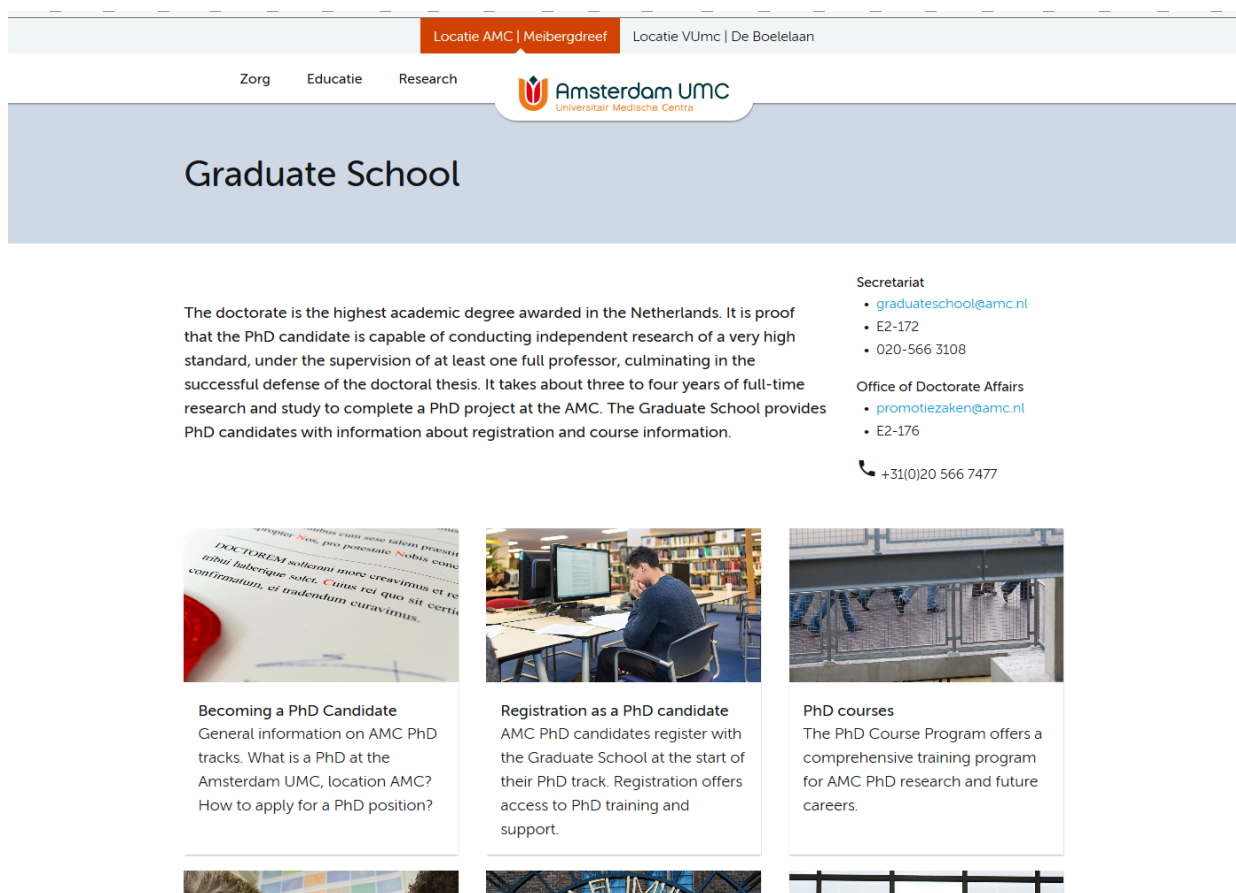 Locatie AMC | Meibergdreef Locatie VUmc | De Boelelaan
Zorg Educatie Research
Amsterdam UMC
Universitair Medische Centra
Graduate School
The doctorate is the highest academic degree awarded in the Netherlands. It is proof
that the PhD candidate is capable of conducting independent research of a very high
standard, under the supervision of at least one full professor, culminating in the
successful defense of the doctoral thesis. It takes about three to four years of full-time
research and study to complete a PhD project at the AMC. The Graduate School provides
PhD candidates with information about registration and course information.
Secretariat
• graduateschool@amc.nl
• E2-172
• 020-566 3108
Office of Doctorate Affairs
• promotiezaken@amc.nl
• E2-176
+31(0)20 566 7477
cum sese talem
Nos, pro potestate Nobis
DOCTOREM sollemni more creavimus et
tribui haberique solet. Cuius rei quo sit
confirmatum, ei tradendum curavimus.
Becoming a PhD Candidate
General information on AMC PhD
tracks. What is a PhD at the
Amsterdam UMC, location AMC?
How to apply for a PhD position?
Registration as a PhD candidate
AMC PhD candidates register with
the Graduate School at the start of
their PhD track. Registration offers
access to PhD training and
support.
PhD courses
The PhD Course Program offers a
comprehensive training program
for AMC PhD research and future
careers.